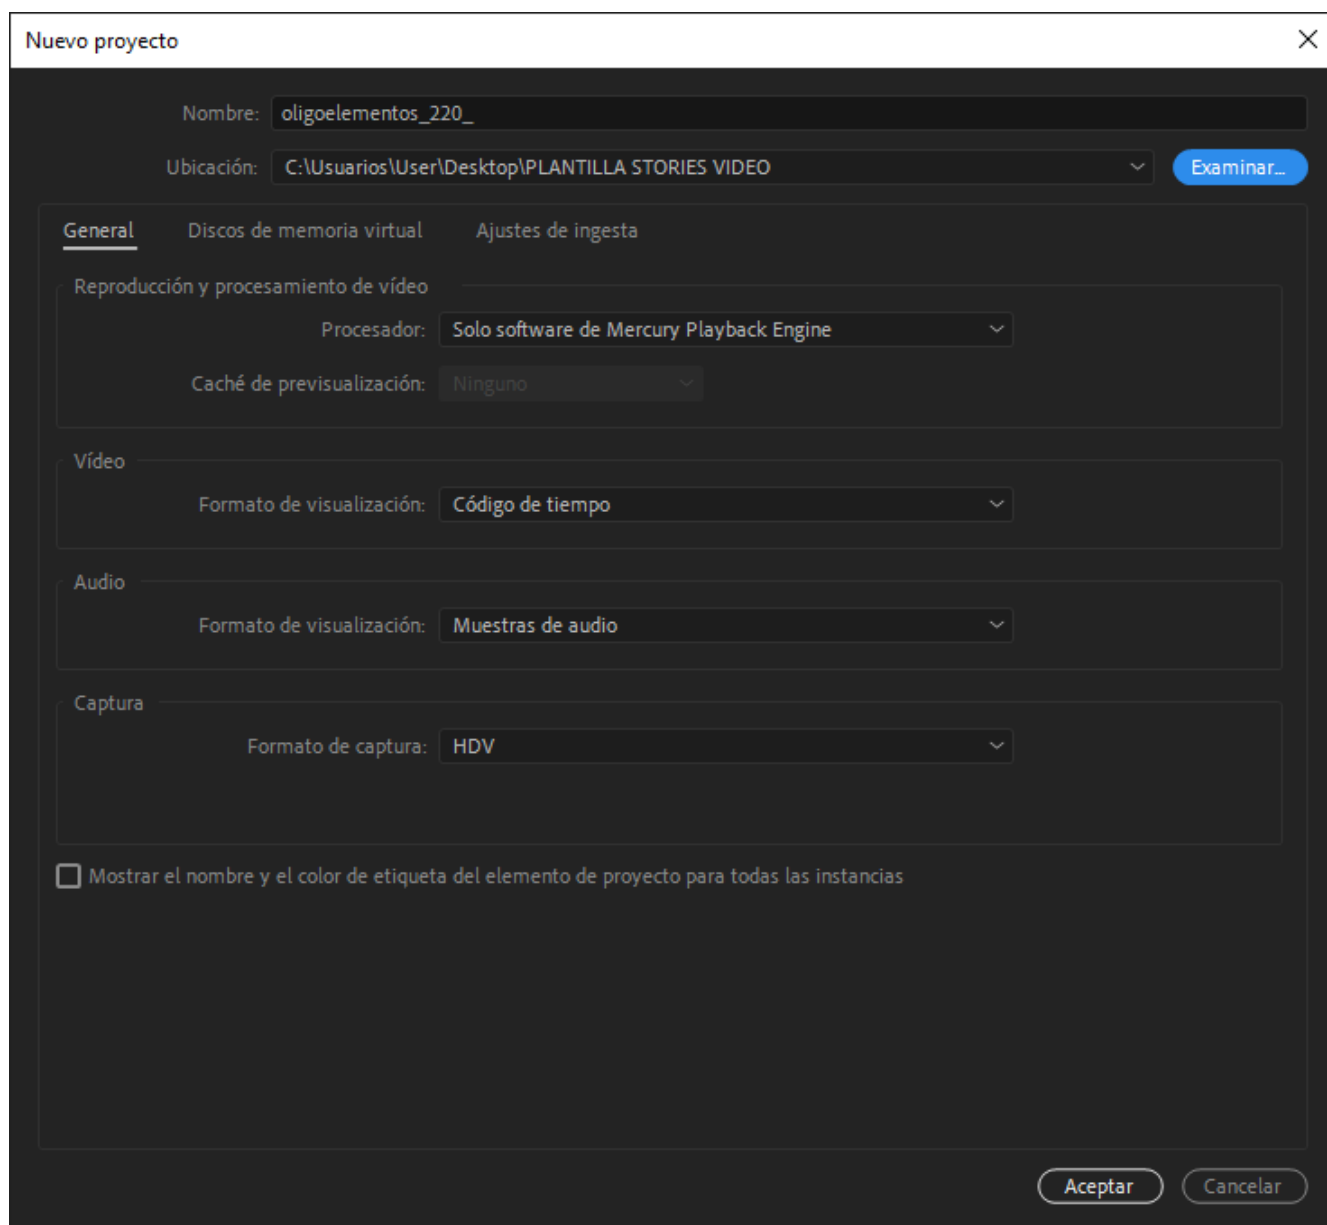 Nuevo proyecto
Nombre: oligoelementos_220_
Ubicación: C:\Usuarios\User\Desktop\PLANTILLA STORIES VIDEO Examinar...
General Discos de memoria virtual Ajustes de ingesta
Reproducción y procesamiento de vídeo
Procesador: Solo software de Mercury Playback Engine
Caché de previsualización: Ninguno
Vídeo
Formato de visualización: Código de tiempo
Audio
Formato de visualización: Muestras de audio
Captura
Formato de captura: HDV
Mostrar el nombre y el color de etiqueta del elemento de proyecto para todas las instancias
Aceptar Cancelar